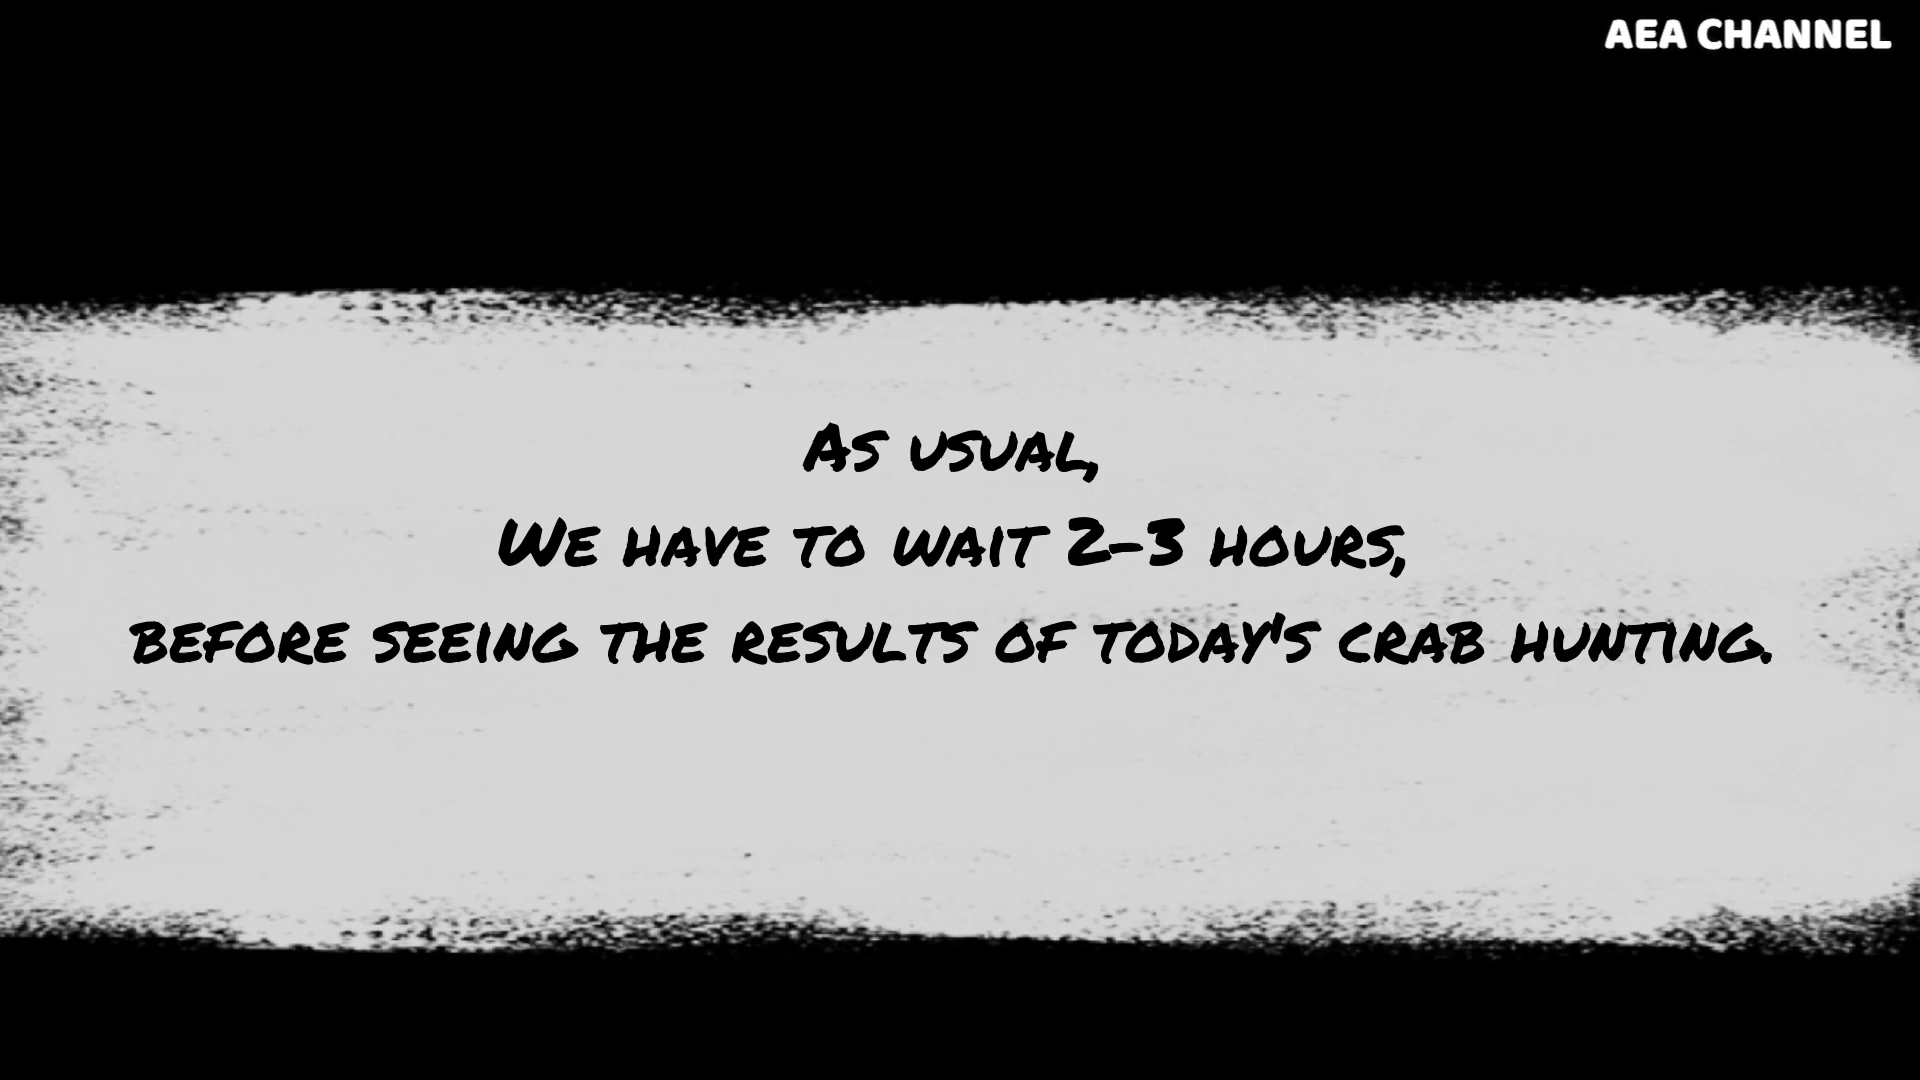 AEA CHANNEL
As usual,
We have to wait 2-3 hours,
before seeing the results of today's crab hunting.